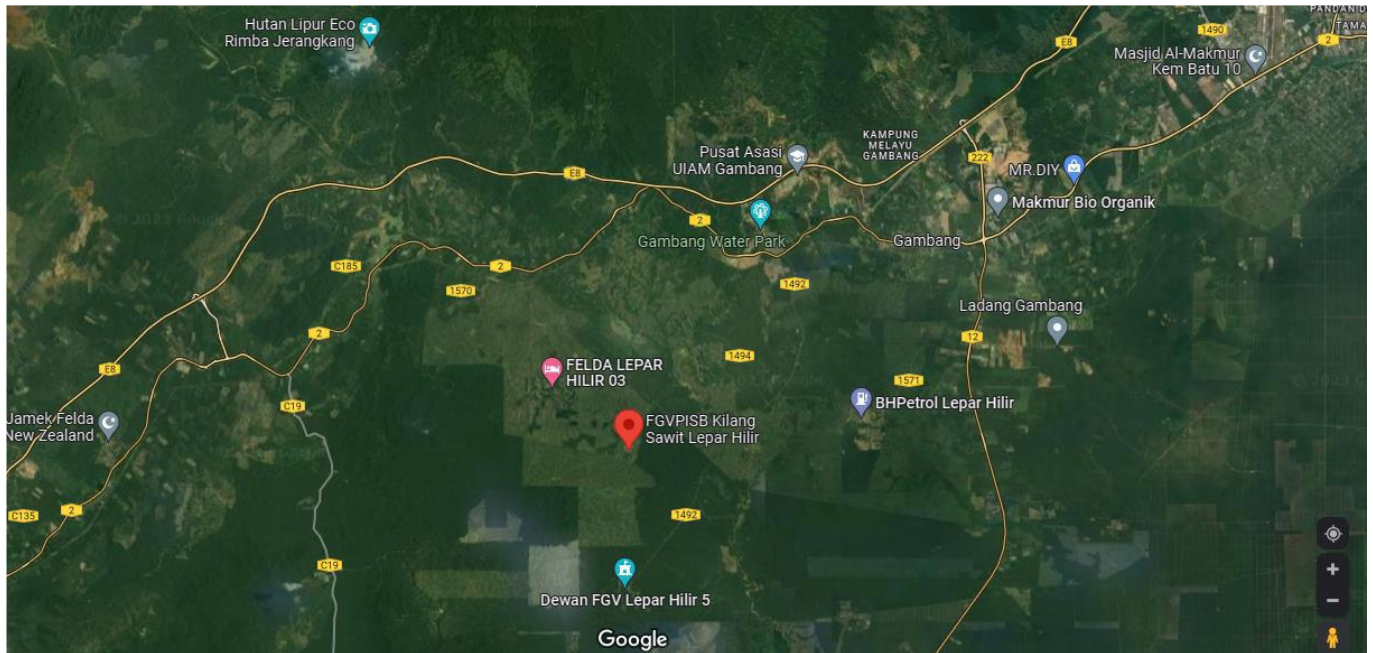 Hutan Lipur Eco
Rimba Jerangkang
E8
1490
PANDAN
TAMA
2
Masjid Al-Makmur
Kem Batu 10
KAMPUNG
MELAYU
GAMBANG
Pusat Asasi
UIAM Gambang
222
MR.DIY
E8
Makmur Bio Organik
2
Gambang Water Park
Gambang
C185
2
1570
1492
Ladang Gambang
2
12
1494
E8
FELDA LEPAR
HILIR 03
1571
C19
BHPetrol Lepar Hilir
Jamek Felda
New Zealand
FGVPISB Kilang
Sawit Lepar Hilir
2
C135
1492
C19
Dewan FGV Lepar Hilir 5
Google
+
−